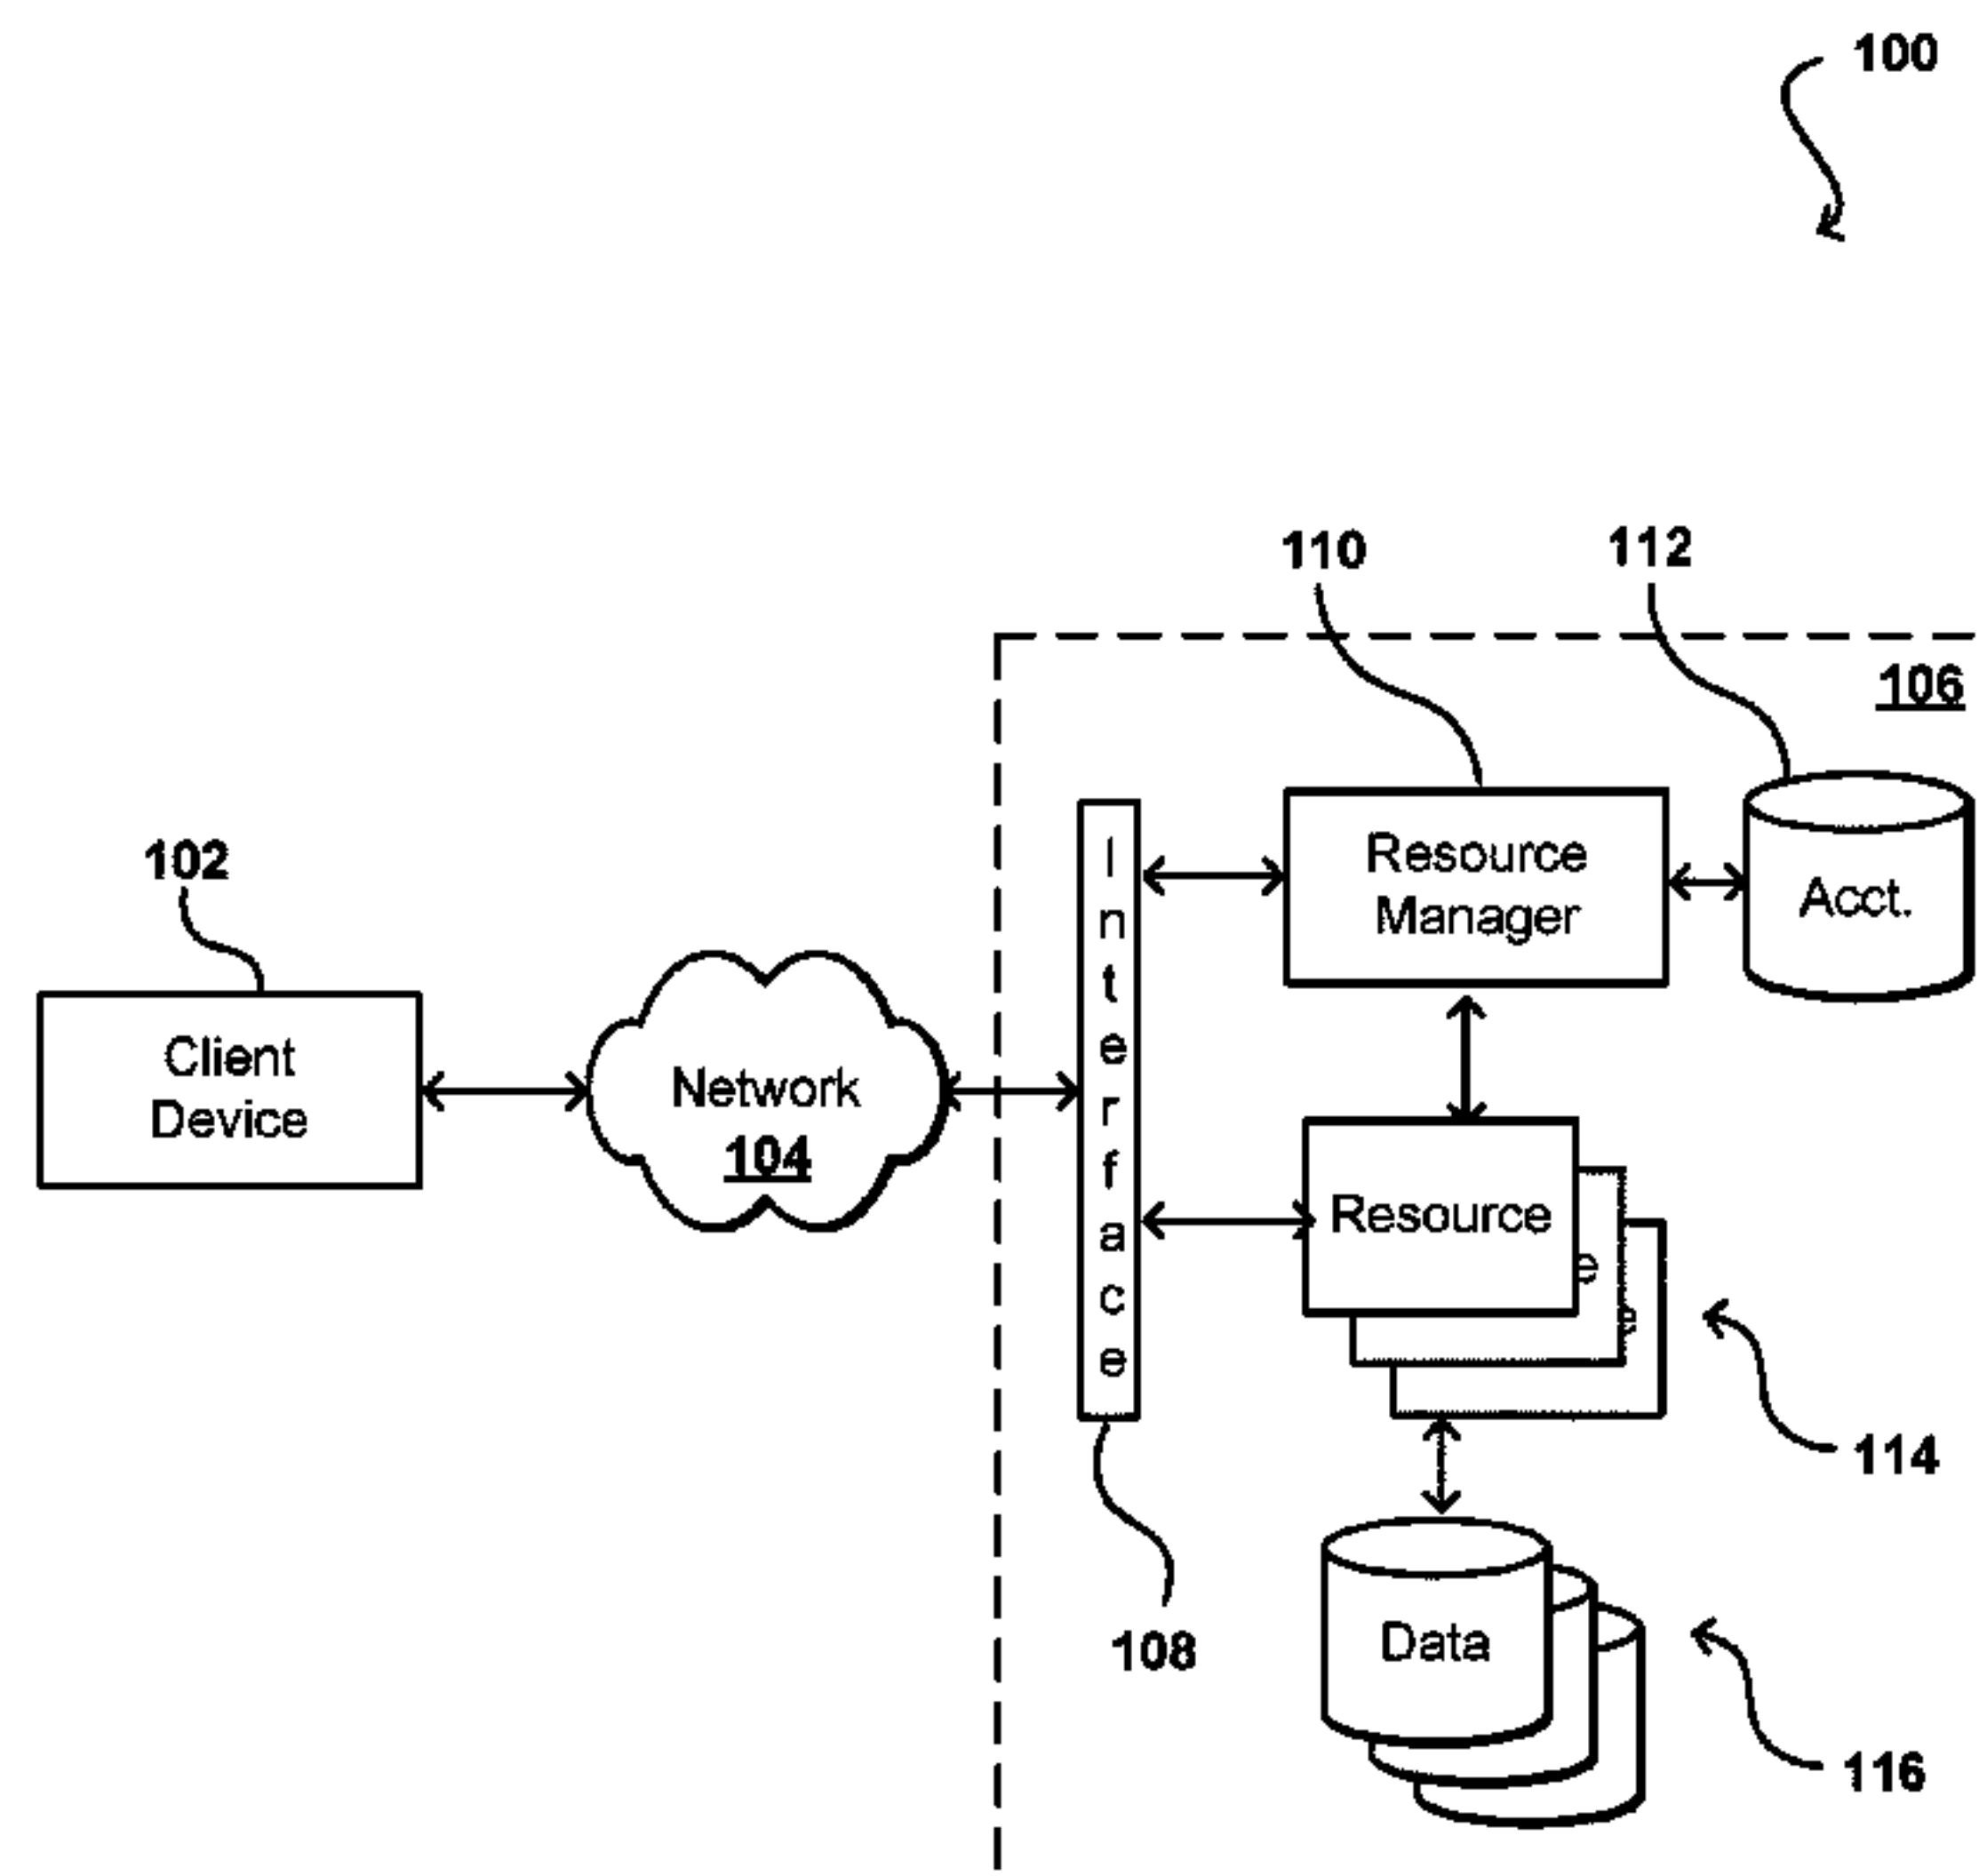 100
110
112
106
102
Resource
Manager
Acct.
Interface
Client
Device
Network
104
Resource
e
e
114
108
Data
116